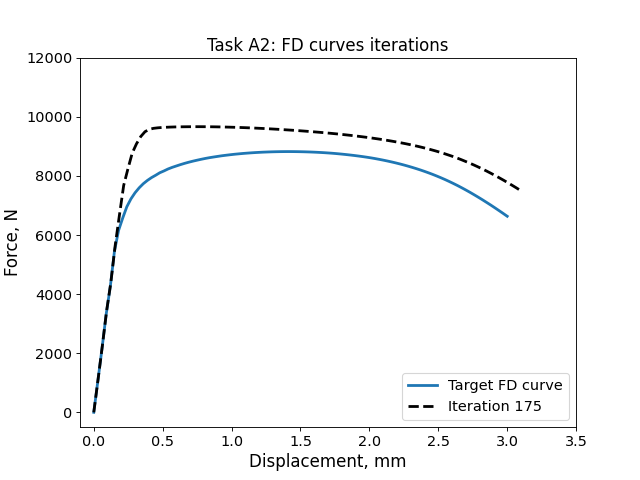 Task A2: FD curves iterations
12000
10000
8000
6000
4000
2000
0
Force, N
0.0 0.5 1.0 1.5 2.0 2.5 3.0 3.5
Displacement, mm
Target FD curve
Iteration 175